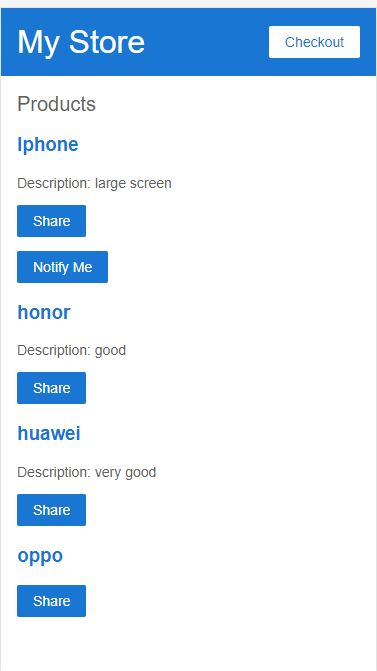 My Store
Checkout
Products
Iphone
Description: large screen
Share
Notify Me
honor
Description: good
Share
huawei
Description: very good
Share
oppo
Share